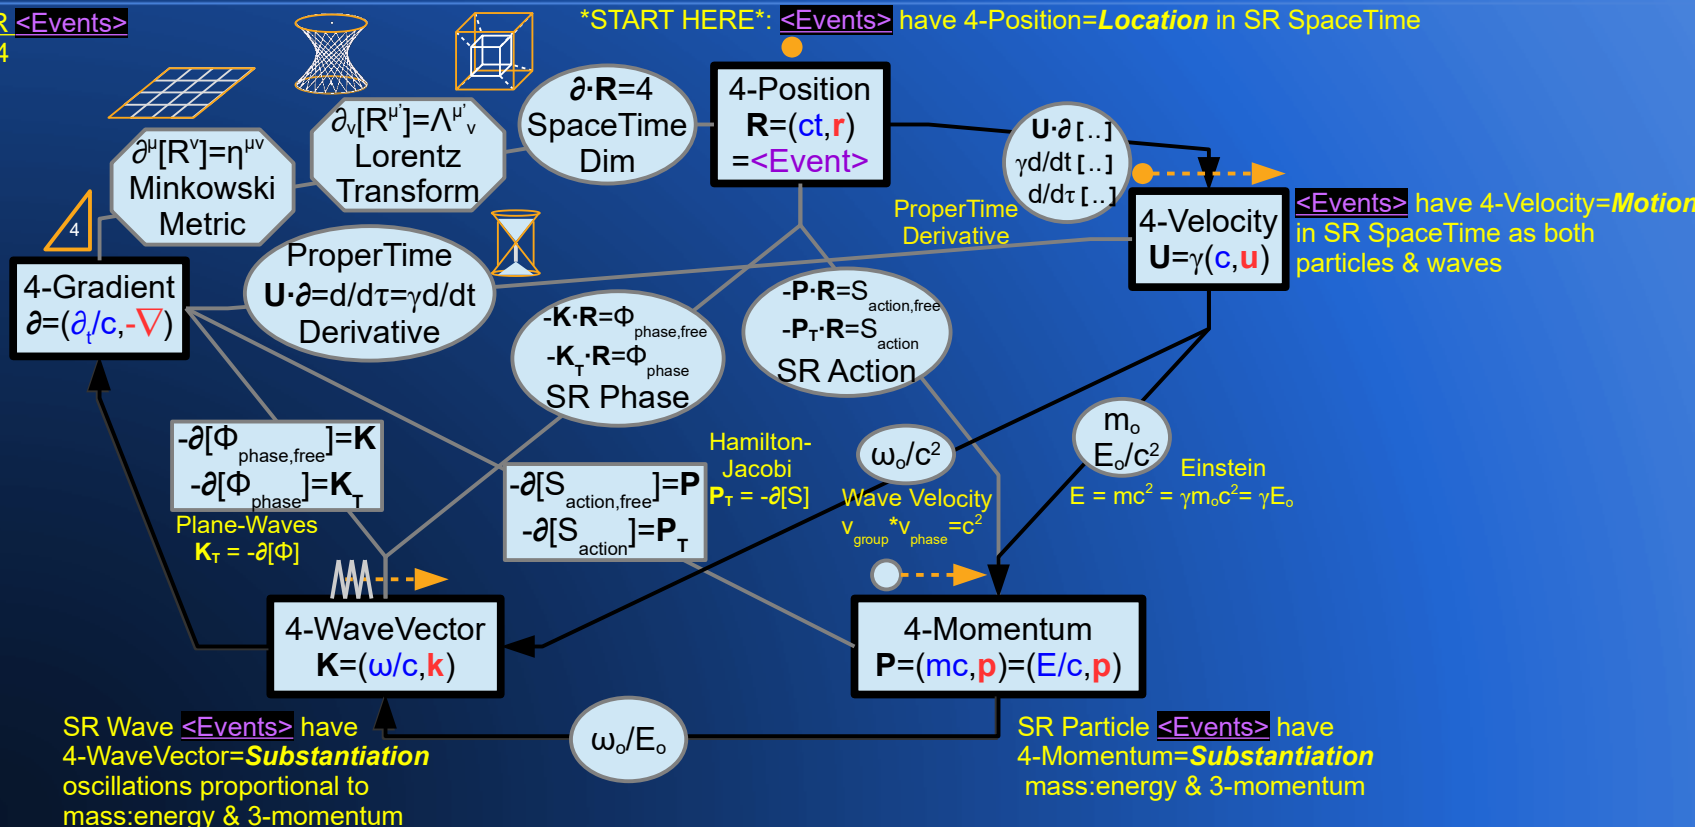 R <Events>
4
*START HERE*: <Events> have 4-Position=Location in SR SpaceTime
∂·R=4
SpaceTime
Dim
4-Position
R=(ct,r)
=<Event>
∂ν[Rμ']=Λμ'ν
Lorentz
Transform
∂μ[Rν]=ημν
Minkowski
Metric
U·∂[..]
γd/dt[..]
d/dτ[..]
ProperTime
Derivative
4-Velocity
U=γ(c,u)
<Events> have 4-Velocity=Motion
in SR SpaceTime as both
particles & waves
4
4-Gradient
∂=(∂t/c,-∇)
ProperTime
U·∂=d/dτ=γd/dt
Derivative
-K·R=Φphase,free
-KT·R=Φphase
SR Phase
-P·R=Saction,free
-PT·R=Saction
SR Action
-∂[Φphase,free]=K
-∂[Φphase]=KT
Plane-Waves
KT = -∂[Φ]
-∂[Saction,free]=P
-∂[Saction]=PT
Hamilton-
Jacobi
PT = -∂[S]
ωo/c²
Wave Velocity
vgroup*vphase=c²
mo
Eo/c²
Einstein
E = mc² = γmoc²= γEo
4-WaveVector
K=(ω/c,k)
4-Momentum
P=(mc,p)=(E/c,p)
ωo/Eo
SR Wave <Events> have
4-WaveVector=Substantiation
oscillations proportional to
mass:energy & 3-momentum
SR Particle <Events> have
4-Momentum=Substantiation
mass:energy & 3-momentum